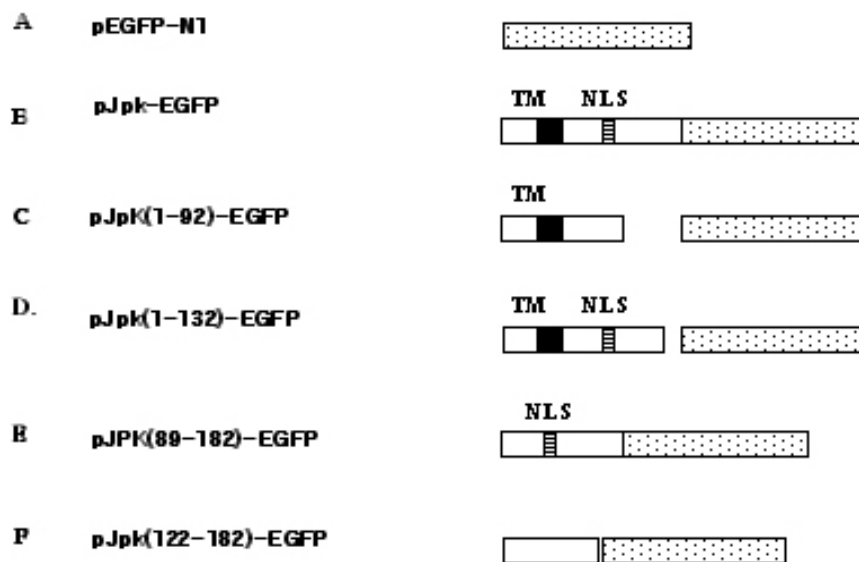 A pEGFP-N1
TM NLS
B pJpk-EGFP
TM
C pJpK(1-92)-EGFP
TM NLS
D. pJpk(1-132)-EGFP
NLS
E pJPK(89-182)-EGFP
F pJpk(122-182)-EGFP